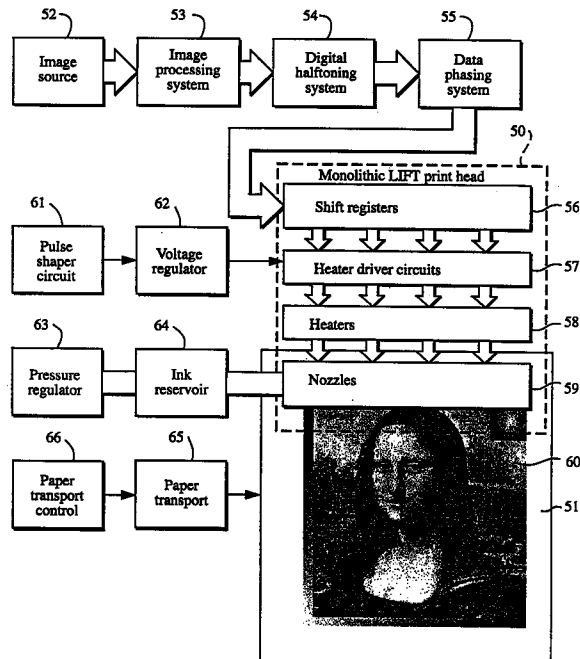 52
53
54
55
Image
source
Image
processing
system
Digital
halftoning
system
Data
phasing
system
50
Monolithic LIFT print head
Shift registers
56
61
62
Pulse
shaper
circuit
Voltage
regulator
Heater driver circuits
57
Heaters
58
63
64
Pressure
regulator
Ink
reservoir
Nozzles
59
66
65
Paper
transport
control
Paper
transport
60
51